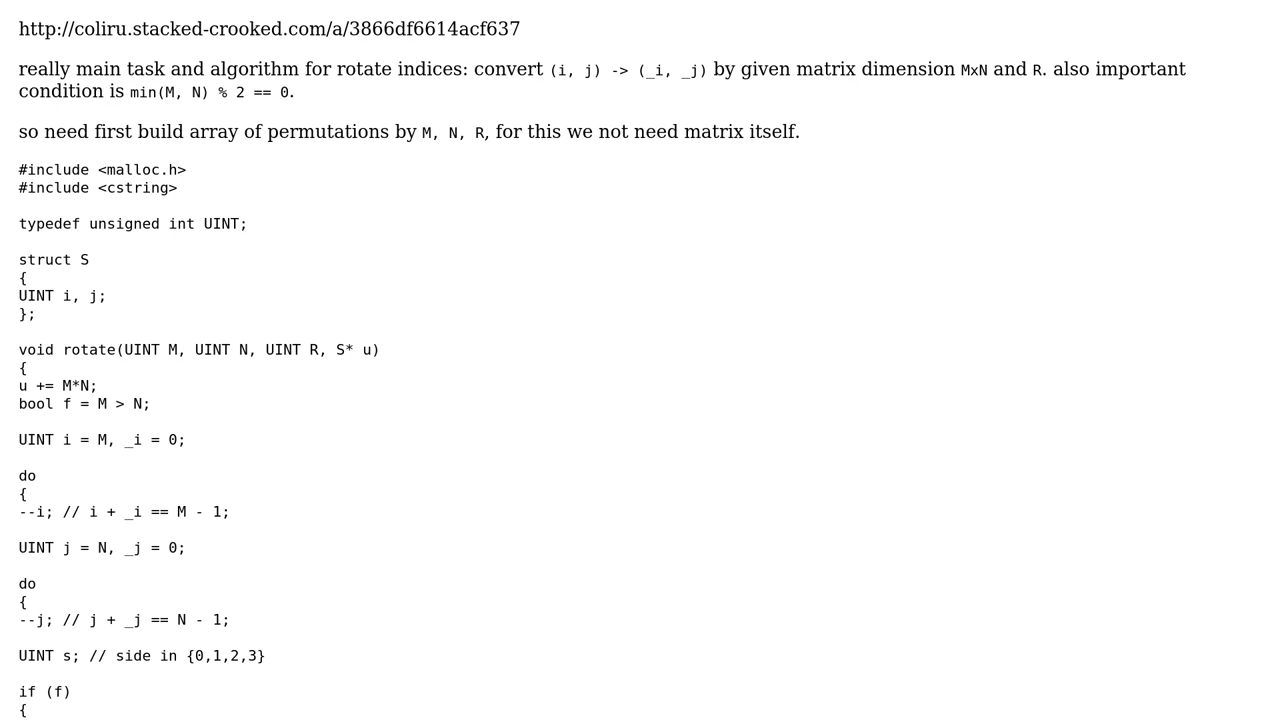 http://coliru.stacked-crooked.com/a/3866df6614acf637
really main task and algorithm for rotate indices: convert (i, j) -> (_i, _j) by given matrix dimension MxN and R. also important
condition is min(M, N) % 2 == 0.
so need first build array of permutations by M, N, R, for this we not need matrix itself.
#include <malloc.h>
#include <cstring>
typedef unsigned int UINT;
struct S
{
UINT i, j;
};
void rotate(UINT M, UINT N, UINT R, S* u)
{
u += M*N;
bool f = M > N;
UINT i = M, _i = 0;
do
{
--i; // i + _i == M - 1;
UINT j = N, _j = 0;
do
{
--j; // j + _j == N - 1;
UINT s; // side in {0,1,2,3}
if (f)
{